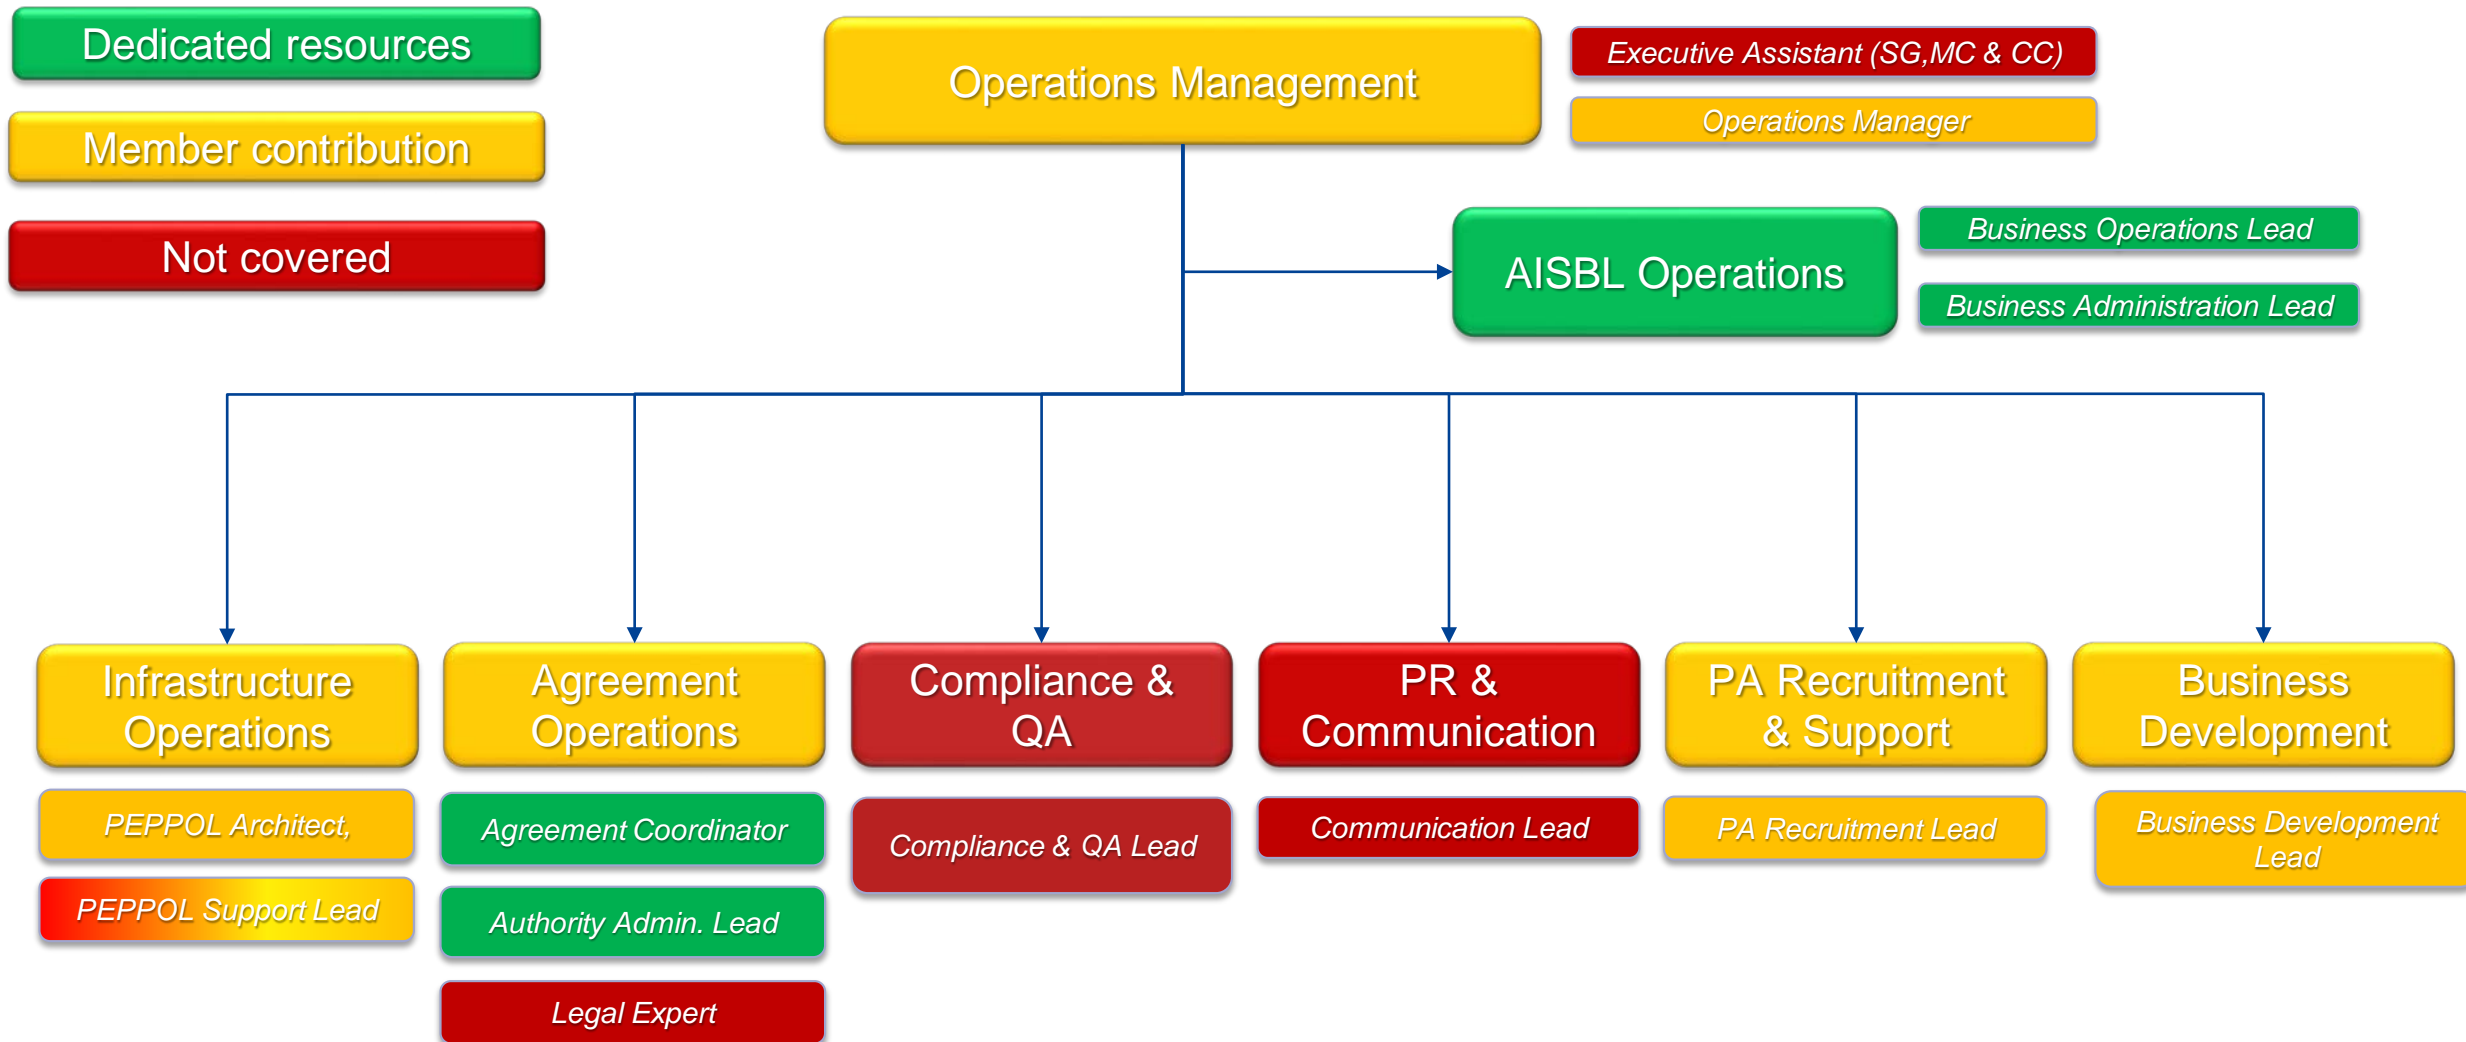 Dedicated resources
Member contribution
Not covered
Operations Management
Executive Assistant (SG,MC & CC)
Operations Manager
AISBL Operations
Business Operations Lead
Business Administration Lead
Infrastructure
Operations
PEPPOL Architect,
PEPPOL Support Lead
Agreement
Operations
Agreement Coordinator
Authority Admin. Lead
Legal Expert
Compliance &
QA
Compliance & QA Lead
PR &
Communication
Communication Lead
PA Recruitment
& Support
PA Recruitment Lead
Business
Development
Business Development
Lead